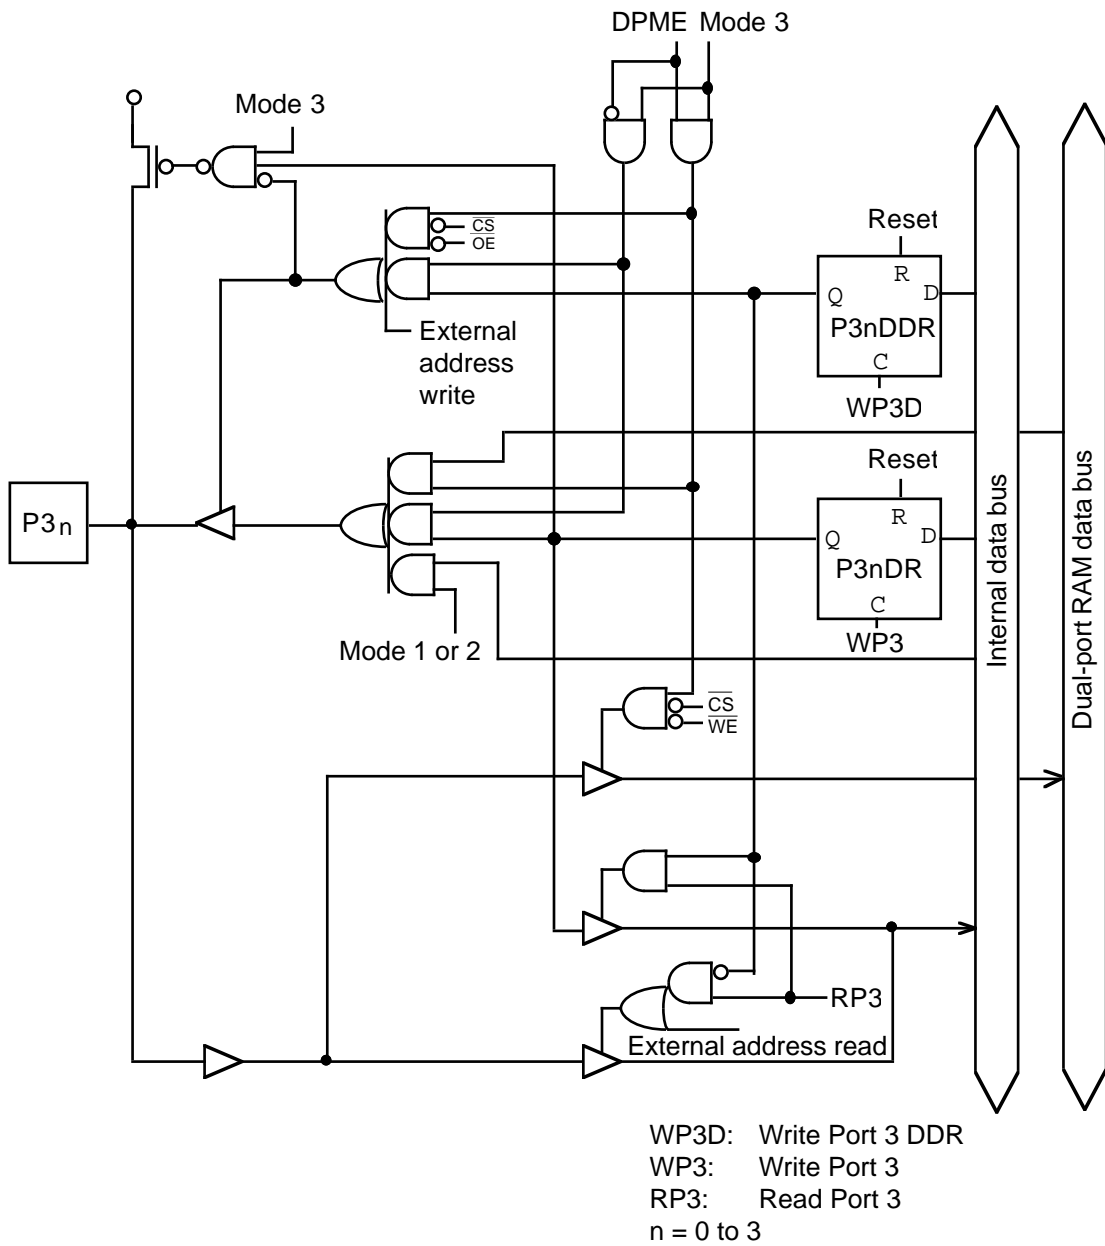 DPME Mode 3
Mode 3
CS
OE
Reset
R
Q
D
P3nDDR
C
WP3D
External
address
write
Reset
R
Q
D
P3nDR
C
WP3
P3n
Mode 1 or 2
CS
WE
RP3
External address read
Internal data bus
Dual-port RAM data bus
WP3D: Write Port 3 DDR
WP3: Write Port 3
RP3: Read Port 3
n = 0 to 3